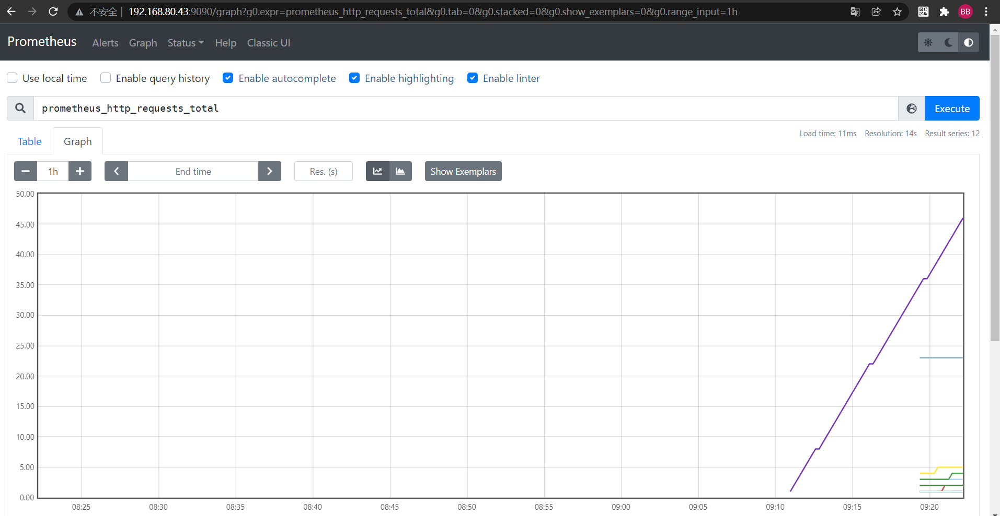 不安全 | 192.168.80.43:9090/graph?g0.expr=prometheus_http_requests_total&g0.tab=0&g0.stacked=0&g0.show_exemplars=0&g0.range_input=1h
BB
Prometheus Alerts Graph Status Help Classic UI
Use local time Enable query history Enable autocomplete Enable highlighting Enable linter
prometheus_http_requests_total Execute
Load time: 11ms Resolution: 14s Result series: 12
Table Graph
1h End time Res. (s) Show Exemplars
50.00
45.00
40.00
35.00
30.00
25.00
20.00
15.00
10.00
5.00
0.00
08:25 08:30 08:35 08:40 08:45 08:50 08:55 09:00 09:05 09:10 09:15 09:20